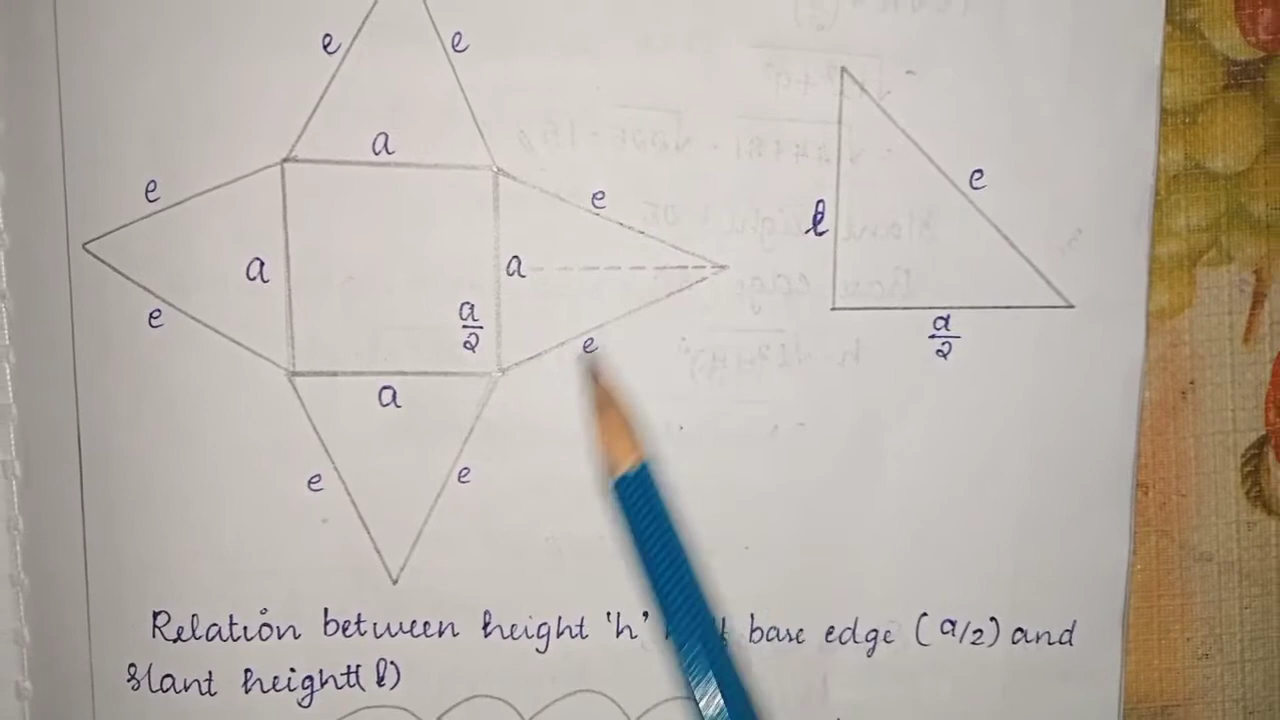 e e
a
e e
e l
a a
e a/2 e a/2
a
e e
Relation between height 'h' base edge (a/2) and
slant height(l)